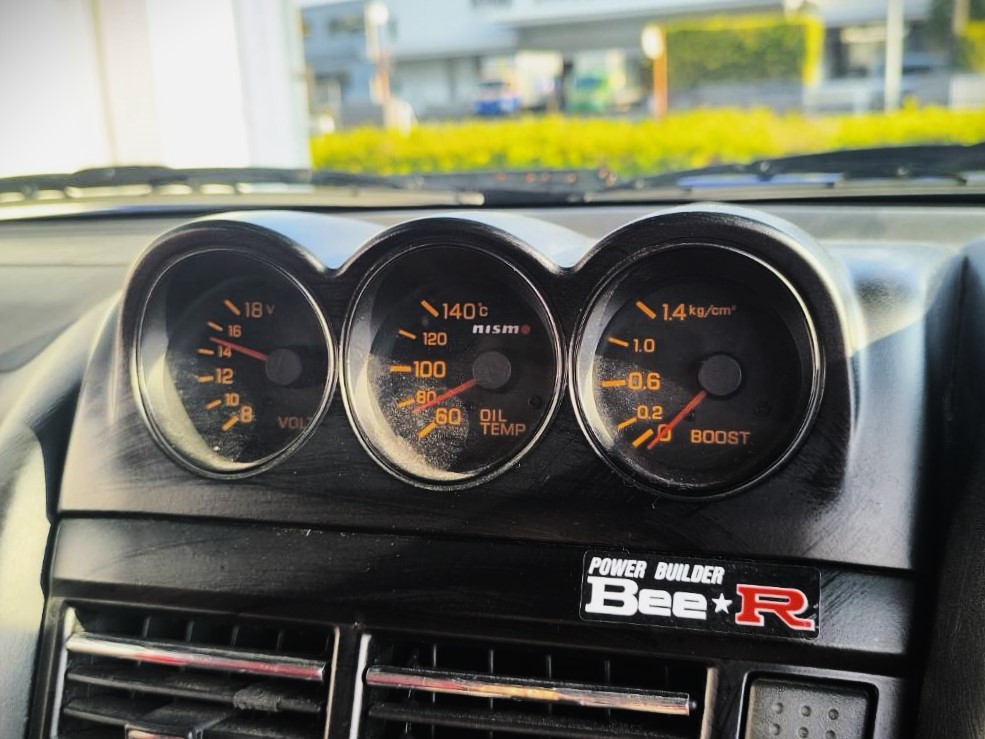 18 V
16
14
12
10
8
VOLT
140℃
nismo
120
100
80
60
OIL
TEMP
1.4 kg/cm²
1.0
0.6
0.2
0
BOOST
POWER BUILDER
Bee★R